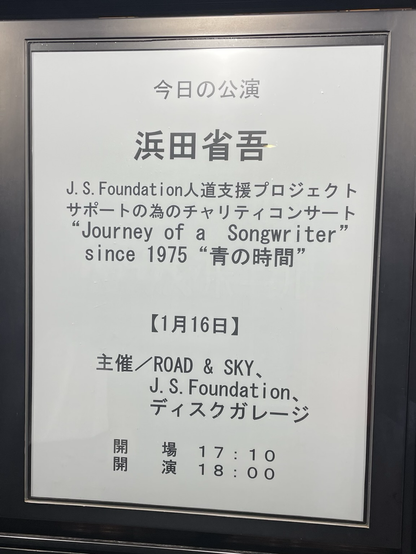 今日の公演
浜田省吾
J.S.Foundation人道支援プロジェクト
サポートの為のチャリティコンサート
“Journey of a Songwriter”
since 1975 “青の時間”
【1月16日】
主催／ROAD & SKY、
J.S.Foundation、
ディスクガレージ
開　場　17：10
開　演　18：00